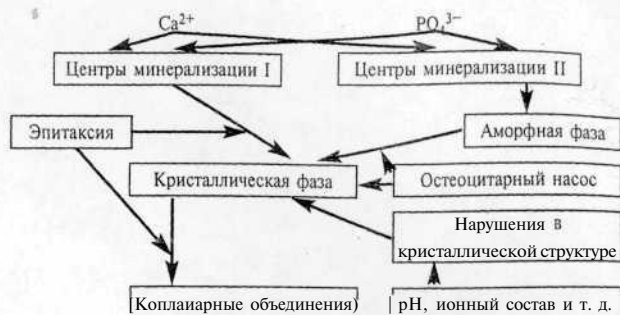 Ca²⁺ PO₄³⁻
Центры минерализации I Центры минерализации II
Эпитаксия Аморфная фаза
Кристаллическая фаза Остеоцитарный насос
Нарушения в
кристаллической структуре
[Коплаиарные объединения) | pH, ионный состав и т. д.